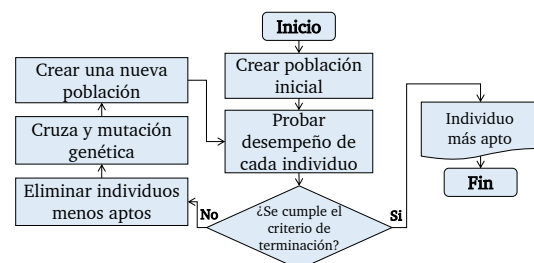 Inicio
Crear población
inicial
Probar
desempeño de
cada individuo
¿Se cumple el
criterio de
terminación?
No
Eliminar individuos
menos aptos
Cruza y mutación
genética
Crear una nueva
población
Si
Individuo
más apto
Fin